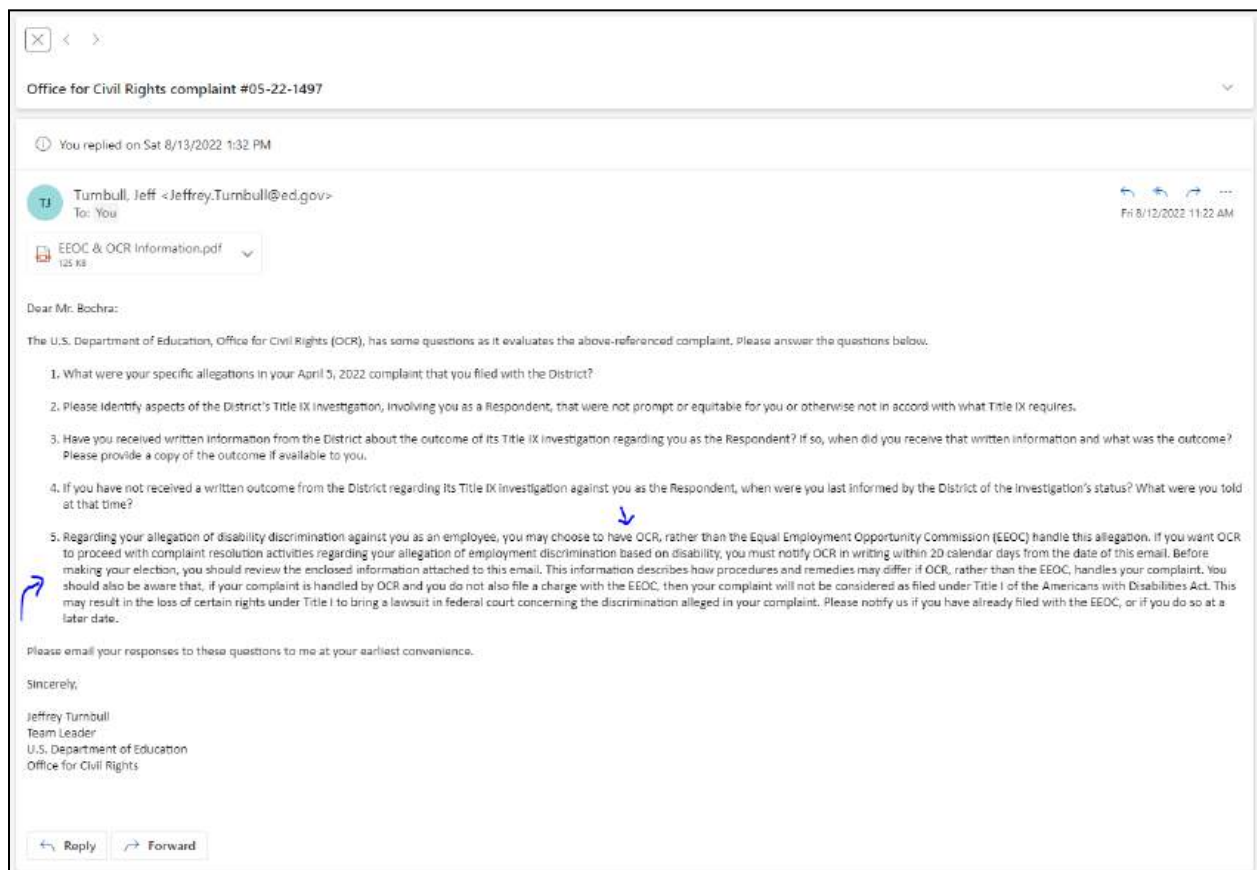 Office for Civil Rights complaint #05-22-1497
You replied on Sat 8/13/2022 1:32 PM
TJ
Turnbull, Jeff <Jeffrey.Turnbull@ed.gov>
To: You
Fri 8/12/2022 11:22 AM
EEOC & OCR Information.pdf
125 KB
Dear Mr. Bochra:
The U.S. Department of Education, Office for Civil Rights (OCR), has some questions as it evaluates the above-referenced complaint. Please answer the questions below.
1. What were your specific allegations in your April 5, 2022 complaint that you filed with the District?
2. Please identify aspects of the District's Title IX investigation, involving you as a Respondent, that were not prompt or equitable for you or otherwise not in accord with what Title IX requires.
3. Have you received written information from the District about the outcome of its Title IX investigation regarding you as the Respondent? If so, when did you receive that written information and what was the outcome?
Please provide a copy of the outcome if available to you.
4. If you have not received a written outcome from the District regarding its Title IX investigation against you as the Respondent, when were you last informed by the District of the investigation's status? What were you told
at that time?
5. Regarding your allegation of disability discrimination against you as an employee, you may choose to have OCR, rather than the Equal Employment Opportunity Commission (EEOC) handle this allegation. If you want OCR
to proceed with complaint resolution activities regarding your allegation of employment discrimination based on disability, you must notify OCR in writing within 20 calendar days from the date of this email. Before
making your election, you should review the enclosed information attached to this email. This information describes how procedures and remedies may differ if OCR, rather than the EEOC, handles your complaint. You
should also be aware that, if your complaint is handled by OCR and you do not also file a charge with the EEOC, then your complaint will not be considered as filed under Title I of the Americans with Disabilities Act. This
may result in the loss of certain rights under Title I to bring a lawsuit in federal court concerning the discrimination alleged in your complaint. Please notify us if you have already filed with the EEOC, or if you do so at a
later date.
Please email your responses to these questions to me at your earliest convenience.
Sincerely,
Jeffrey Turnbull
Team Leader
U.S. Department of Education
Office for Civil Rights
Reply
Forward